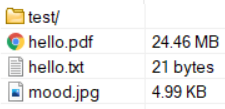 test/
hello.pdf 24.46 MB
hello.txt 21 bytes
mood.jpg 4.99 KB